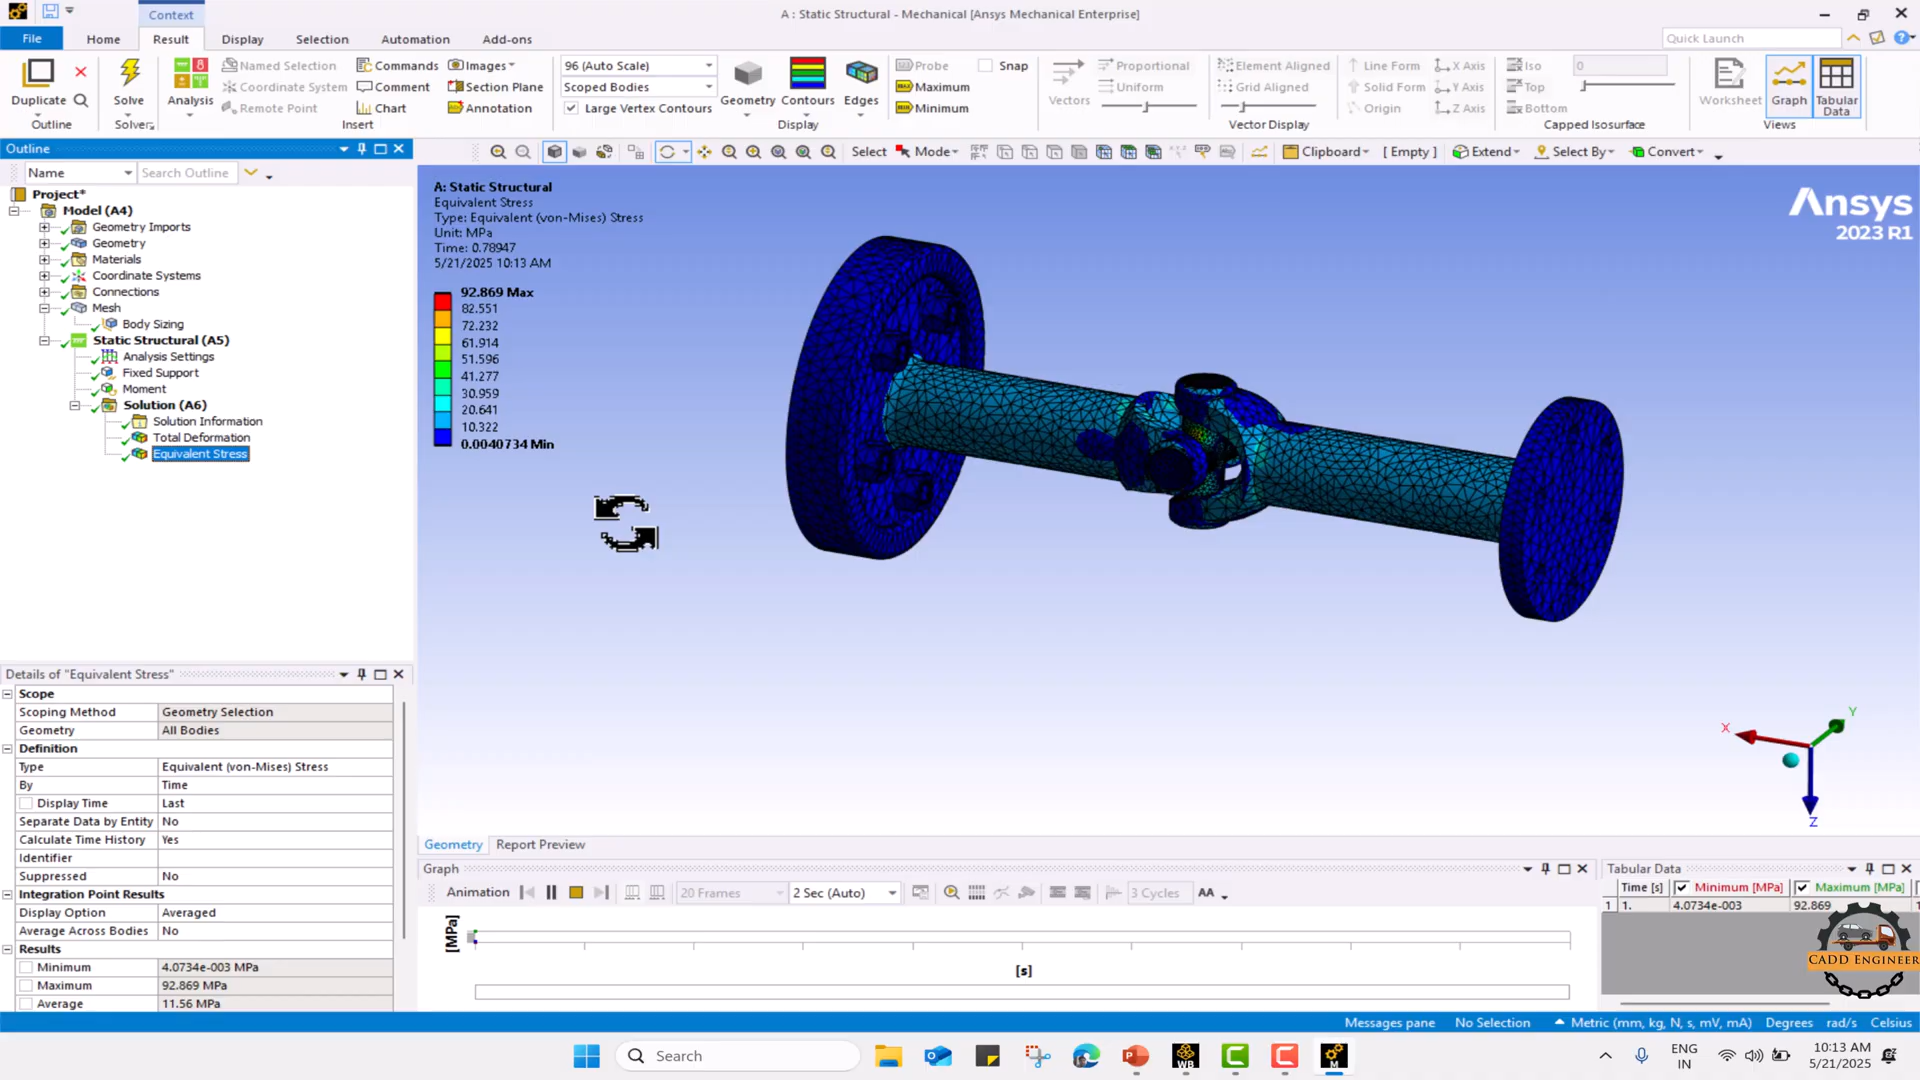 Context
A : Static Structural - Mechanical [Ansys Mechanical Enterprise]
File
Home
Result
Display
Selection
Automation
Add-ons
Quick Launch
Duplicate
Outline
Solve
Solver
Analysis
Named Selection
Coordinate System
Remote Point
Commands
Comment
Chart
Images
Section Plane
Annotation
Insert
96 (Auto Scale)
Scoped Bodies
Large Vertex Contours
Geometry
Contours
Edges
Display
Probe
Maximum
Minimum
Snap
Vectors
Proportional
Uniform
Element Aligned
Grid Aligned
Line Form
Solid Form
Origin
X Axis
Y Axis
Z Axis
Vector Display
Iso
Top
Bottom
0
Capped Isosurface
Worksheet
Graph
Tabular Data
Views
Outline
Name
Search Outline
Select
Mode
Clipboard
[ Empty ]
Extend
Select By
Convert
Project*
Model (A4)
Geometry Imports
Geometry
Materials
Coordinate Systems
Connections
Mesh
Body Sizing
Static Structural (A5)
Analysis Settings
Fixed Support
Moment
Solution (A6)
Solution Information
Total Deformation
Equivalent Stress
A: Static Structural
Equivalent Stress
Type: Equivalent (von-Mises) Stress
Unit: MPa
Time: 0.78947
5/21/2025 10:13 AM
92.869 Max
82.551
72.232
61.914
51.596
41.277
30.959
20.641
10.322
0.0040734 Min
Ansys
2023 R1
X
Y
Z
Details of "Equivalent Stress"
Scope
Scoping Method Geometry Selection
Geometry All Bodies
Definition
Type Equivalent (von-Mises) Stress
By Time
Display Time Last
Separate Data by Entity No
Calculate Time History Yes
Identifier
Suppressed No
Integration Point Results
Display Option Averaged
Average Across Bodies No
Results
Minimum 4.0734e-003 MPa
Maximum 92.869 MPa
Average 11.56 MPa
Geometry
Report Preview
Graph
Animation
20 Frames
2 Sec (Auto)
3 Cycles
AA
[MPa]
[s]
Tabular Data
Time [s] Minimum [MPa] Maximum [MPa]
1 1. 4.0734e-003 92.869
CADD ENGINEER
Messages pane
No Selection
Metric (mm, kg, N, s, mV, mA)
Degrees
rad/s
Celsius
Search
WB
M
ENG
IN
10:13 AM
5/21/2025